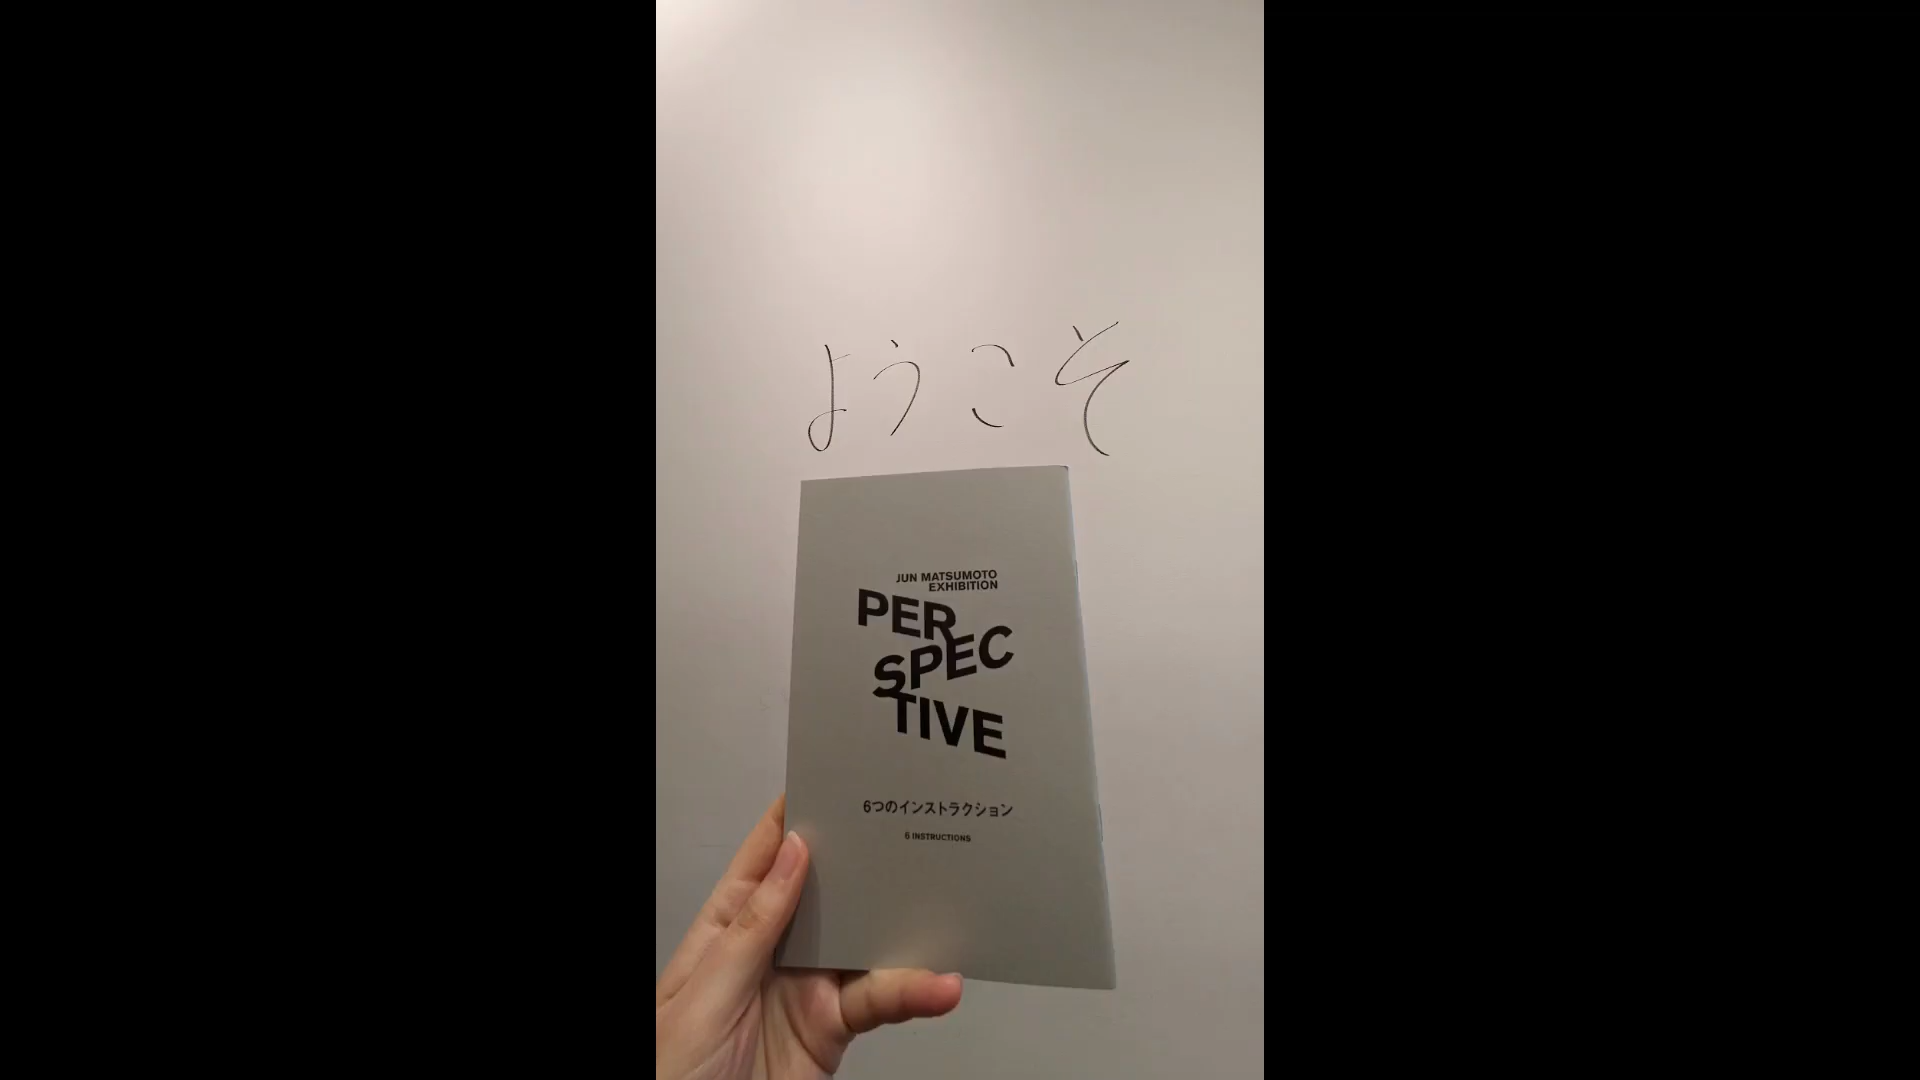 ようこそ
JUN MATSUMOTO
EXHIBITION
PER
SPEC
TIVE
6つのインストラクション
6 INSTRUCTIONS